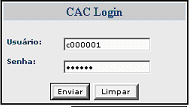 CAC Login
Usuário: c000001
Senha: ••••••
Enviar Limpar